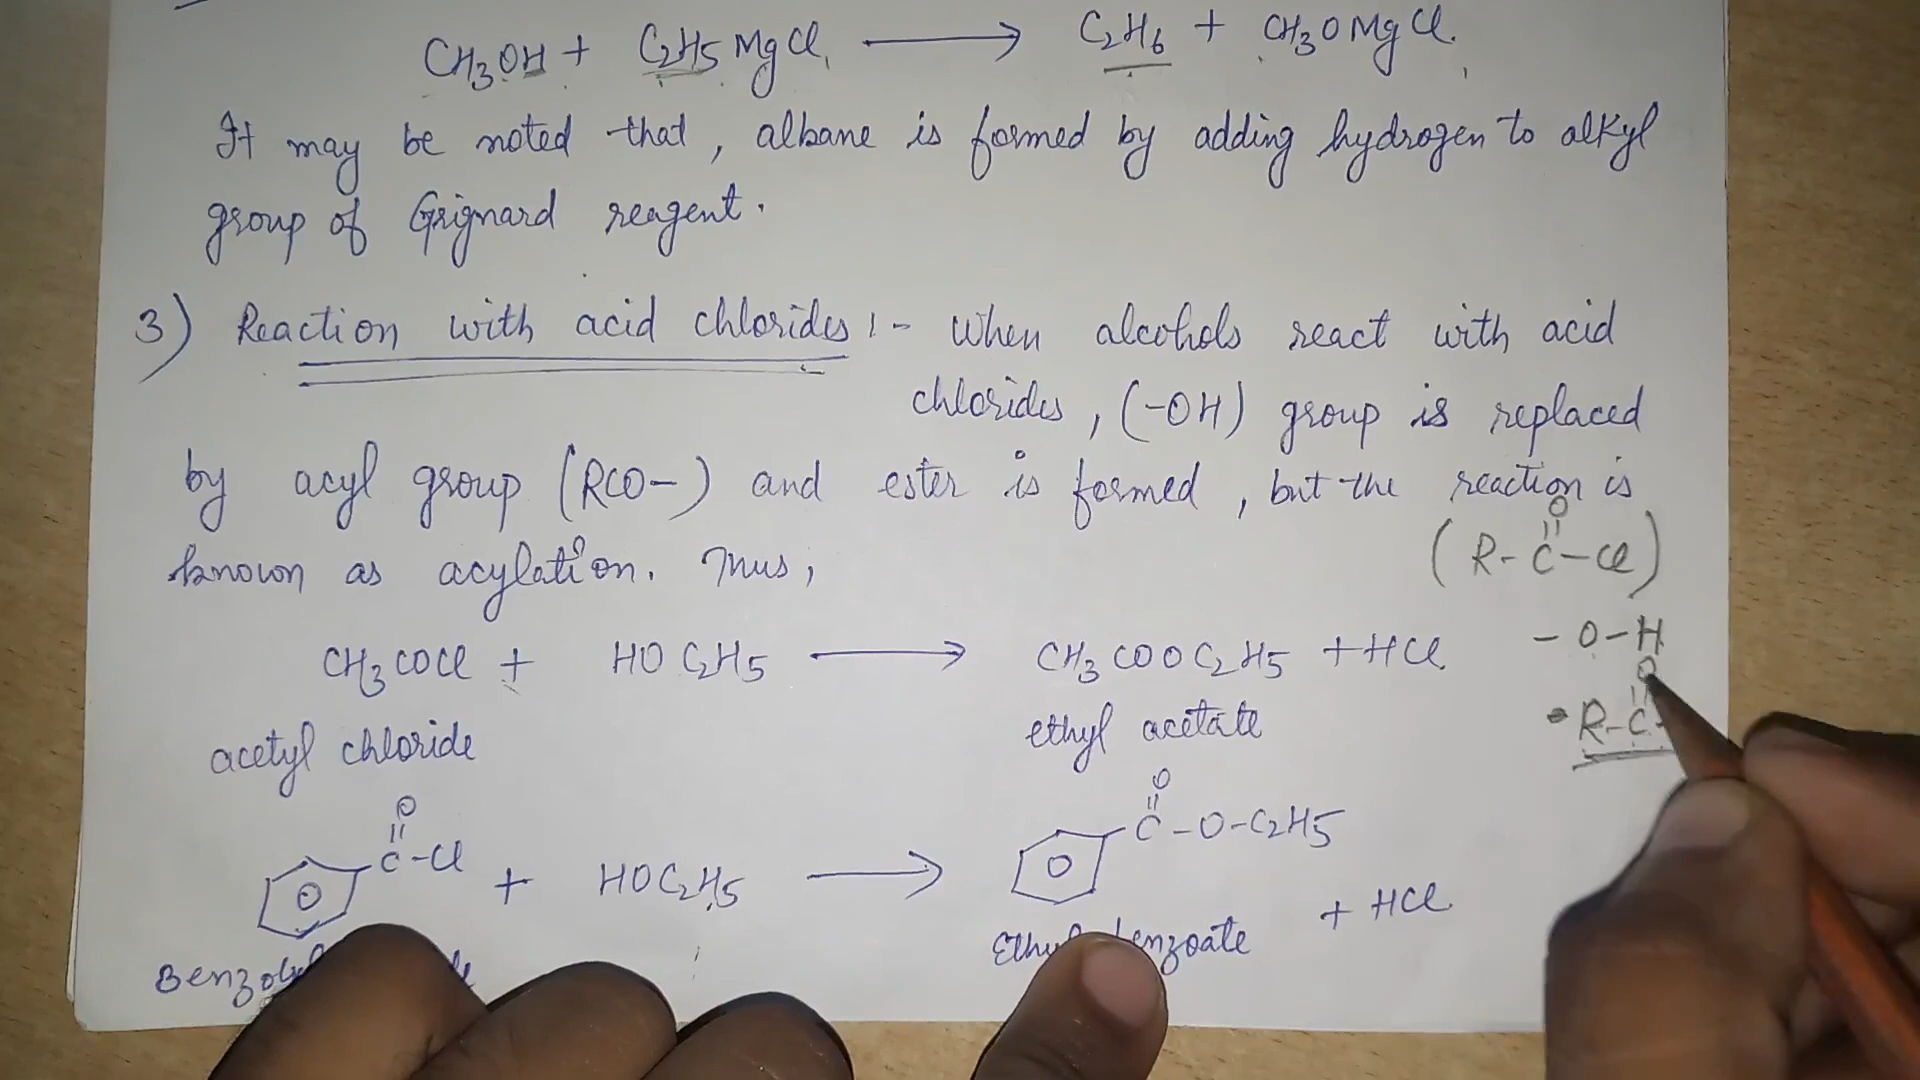 CH3OH + C2H5MgCl → C2H6 + CH3OMgCl.
It may be noted that, alkane is formed by adding hydrogen to alkyl
group of Grignard reagent.
3) Reaction with acid chlorides :- When alcohols react with acid
chlorides, (-OH) group is replaced
by acyl group (RCO-) and ester is formed, but the reaction is
known as acylation. Thus,
O
||
(R-C-Cl)
CH3COCl + HOC2H5 → CH3COOC2H5 + HCl
-O-H
acetyl chloride ethyl acetate
O
||
R-C
O O
|| ||
C-Cl + HOC2H5 → C-O-C2H5
+ HCl